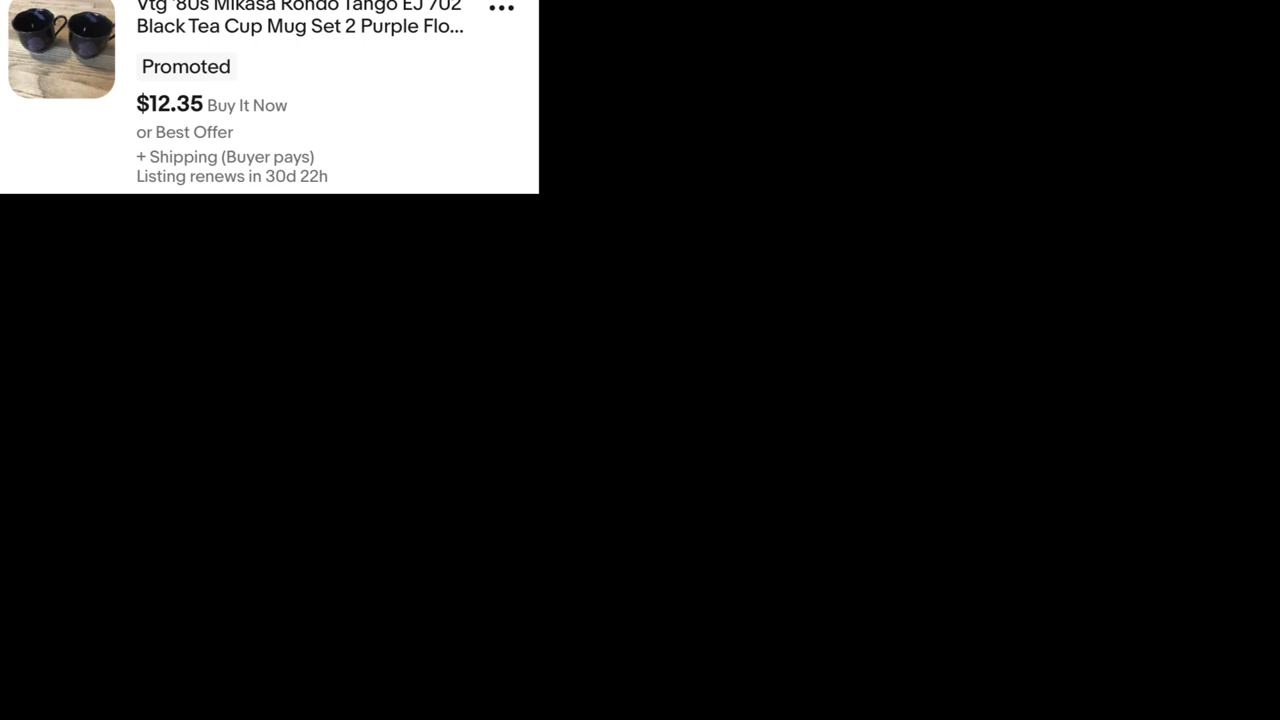 Vtg '80s Mikasa Rondo Tango EJ 702
Black Tea Cup Mug Set 2 Purple Flo...
Promoted
$12.35 Buy It Now
or Best Offer
+ Shipping (Buyer pays)
Listing renews in 30d 22h